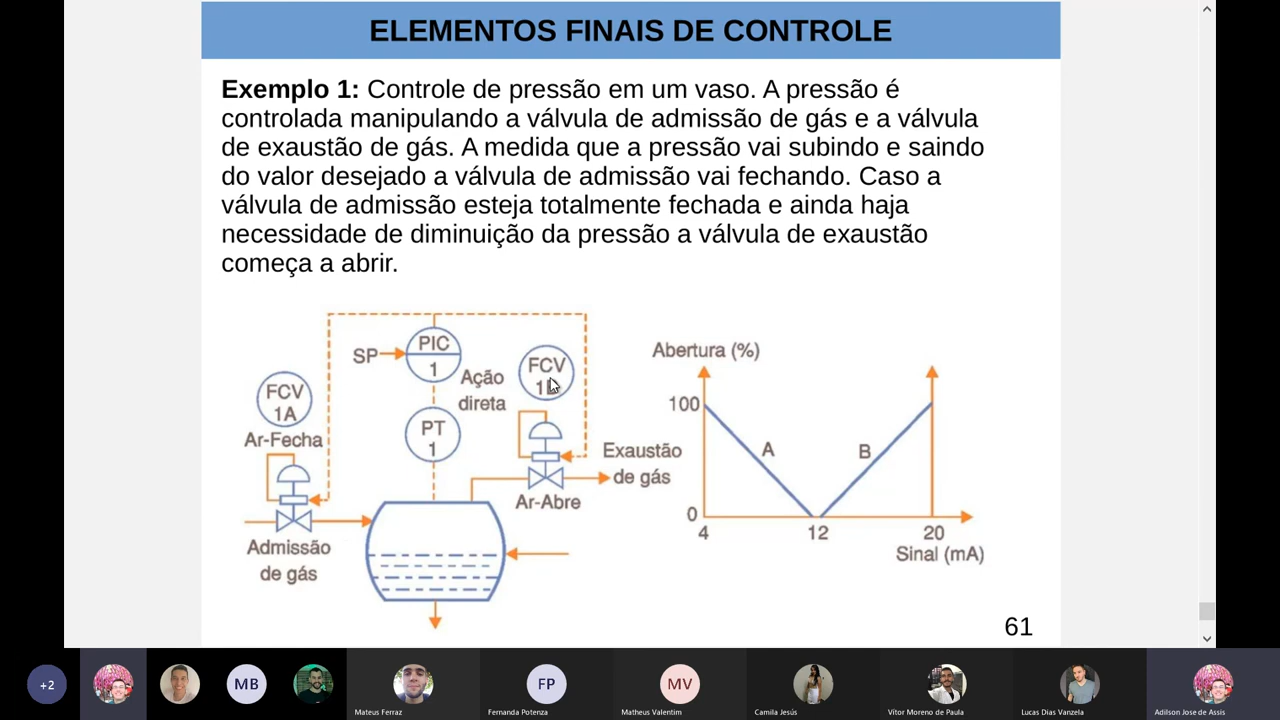 ELEMENTOS FINAIS DE CONTROLE
Exemplo 1: Controle de pressão em um vaso. A pressão é
controlada manipulando a válvula de admissão de gás e a válvula
de exaustão de gás. A medida que a pressão vai subindo e saindo
do valor desejado a válvula de admissão vai fechando. Caso a
válvula de admissão esteja totalmente fechada e ainda haja
necessidade de diminuição da pressão a válvula de exaustão
começa a abrir.
SP
PIC
1
Ação
direta
PT
1
FCV
1A
Ar-Fecha
Admissão
de gás
FCV
Exaustão
de gás
Ar-Abre
Abertura (%)
100
A
B
0
4
12
20
Sinal (mA)
61
+2
MB
Mateus Ferraz
FP
Fernanda Potenza
MV
Matheus Valentim
Camila Jesús
Vítor Moreno de Paula
Lucas Dias Vanzela
Adilson Jose de Assis